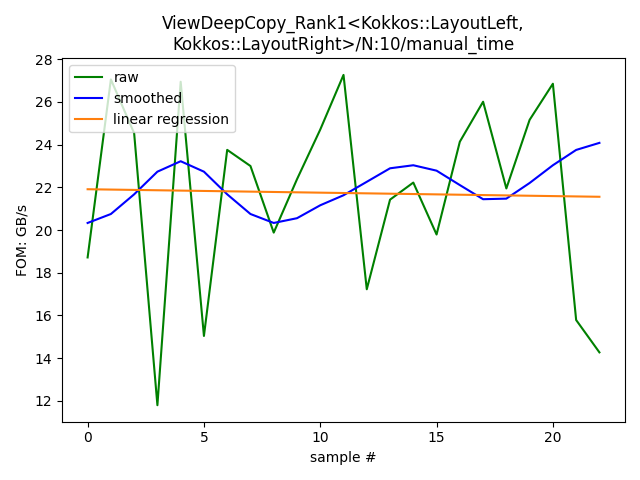 ViewDeepCopy_Rank1<Kokkos::LayoutLeft,
Kokkos::LayoutRight>/N:10/manual_time
raw
smoothed
linear regression
FOM: GB/s
28
26
24
22
20
18
16
14
12
0
5
10
15
20
sample #